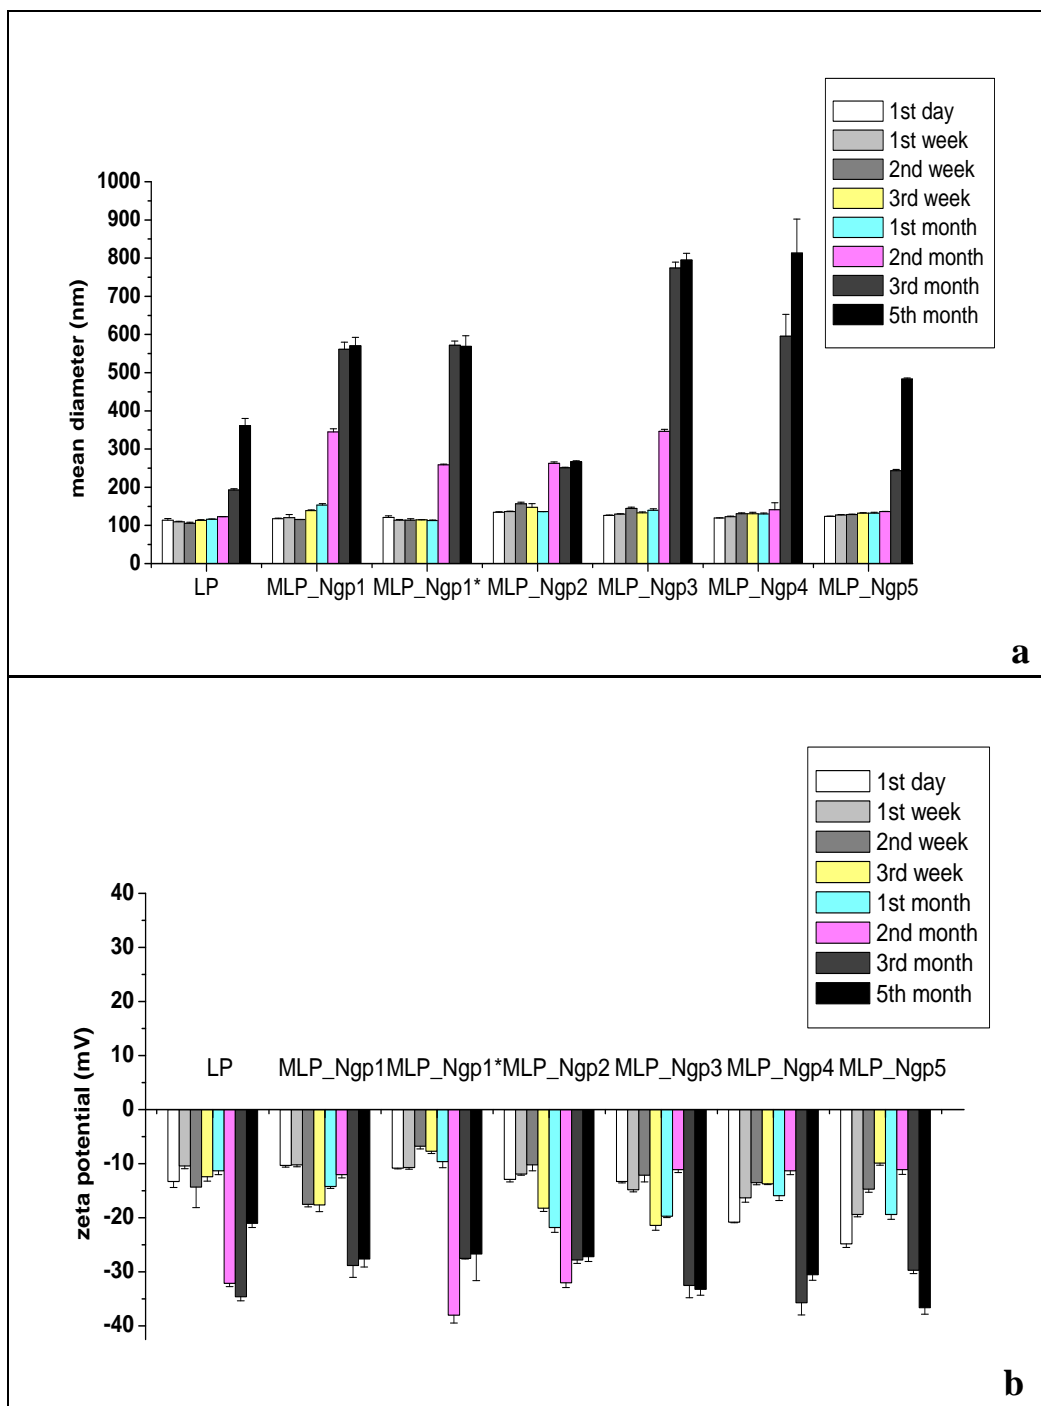 1st day
1st week
2nd week
3rd week
1st month
2nd month
3rd month
5th month
mean diameter (nm)
1000
900
800
700
600
500
400
300
200
100
0
LP MLP_Ngp1 MLP_Ngp1* MLP_Ngp2 MLP_Ngp3 MLP_Ngp4 MLP_Ngp5
a
1st day
1st week
2nd week
3rd week
1st month
2nd month
3rd month
5th month
zeta potential (mV)
40
30
20
10
0
-10
-20
-30
-40
LP MLP_Ngp1 MLP_Ngp1* MLP_Ngp2 MLP_Ngp3 MLP_Ngp4 MLP_Ngp5
b